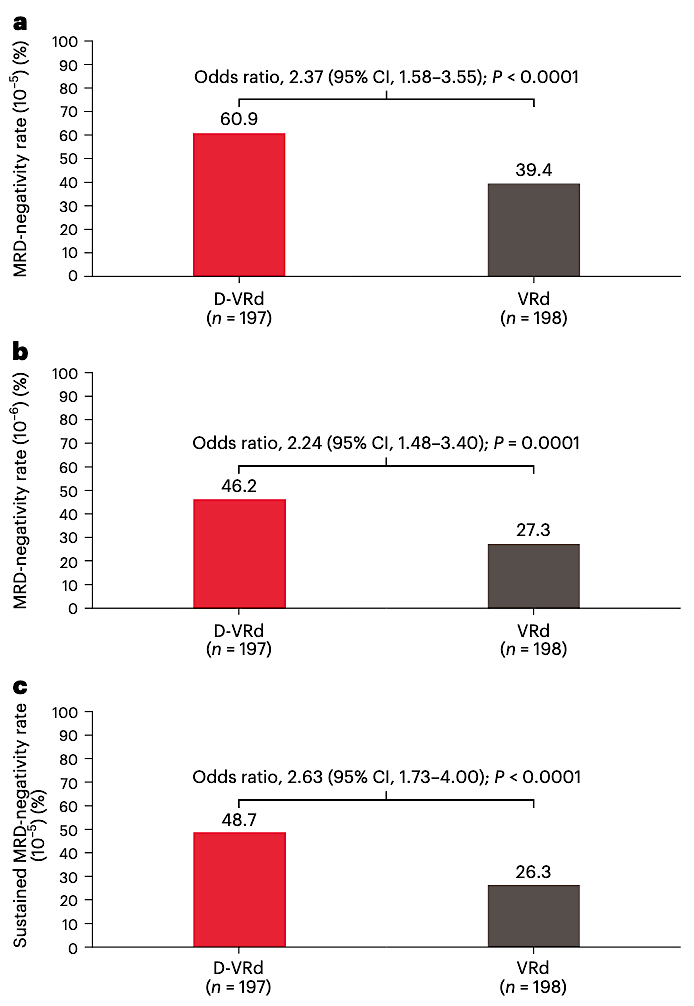 a
MRD-negativity rate (10⁻⁵) (%)
100
90
80
70
60
50
40
30
20
10
0
Odds ratio, 2.37 (95% CI, 1.58–3.55); P < 0.0001
60.9
39.4
D-VRd
(n = 197)
VRd
(n = 198)
b
MRD-negativity rate (10⁻⁶) (%)
100
90
80
70
60
50
40
30
20
10
0
Odds ratio, 2.24 (95% CI, 1.48–3.40); P = 0.0001
46.2
27.3
D-VRd
(n = 197)
VRd
(n = 198)
c
Sustained MRD-negativity rate
(10⁻⁵) (%)
100
90
80
70
60
50
40
30
20
10
0
Odds ratio, 2.63 (95% CI, 1.73–4.00); P < 0.0001
48.7
26.3
D-VRd
(n = 197)
VRd
(n = 198)